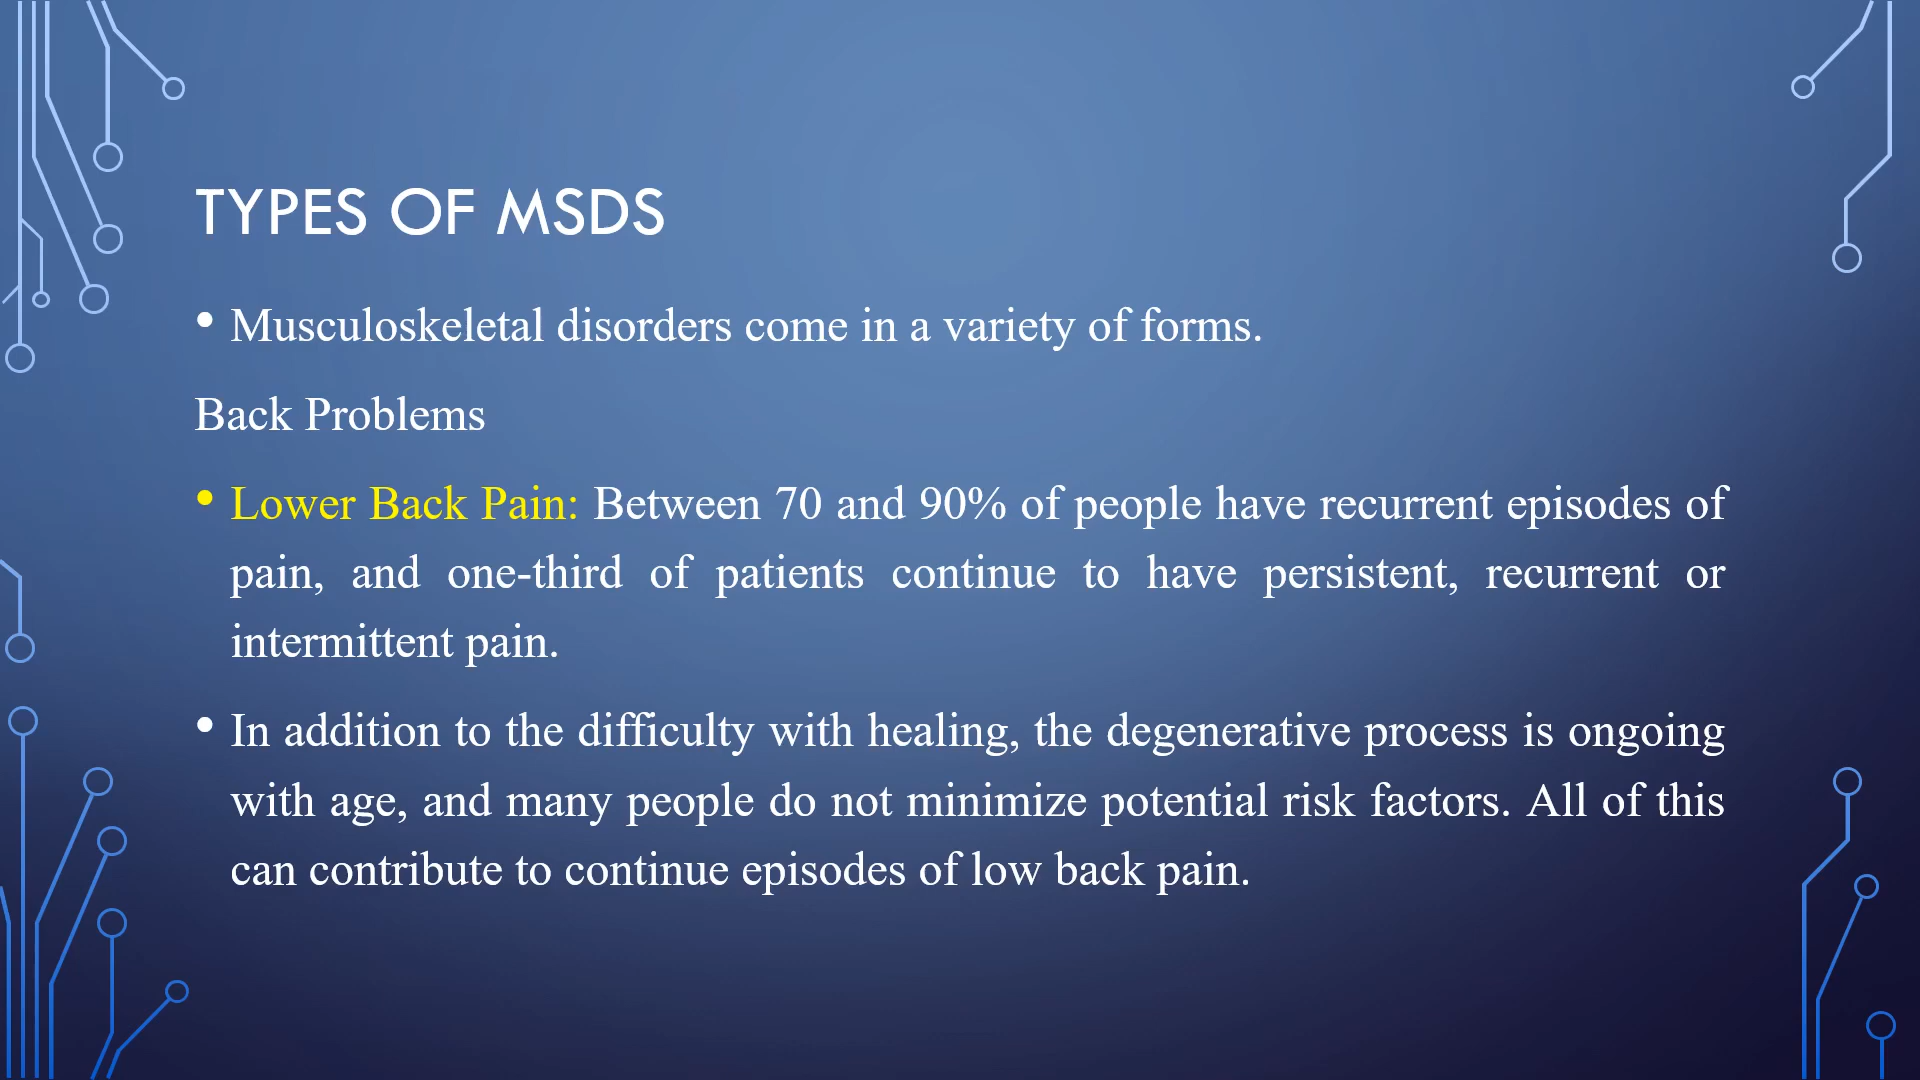 TYPES OF MSDS
• Musculoskeletal disorders come in a variety of forms.
Back Problems
• Lower Back Pain: Between 70 and 90% of people have recurrent episodes of
pain, and one-third of patients continue to have persistent, recurrent or
intermittent pain.
• In addition to the difficulty with healing, the degenerative process is ongoing
with age, and many people do not minimize potential risk factors. All of this
can contribute to continue episodes of low back pain.